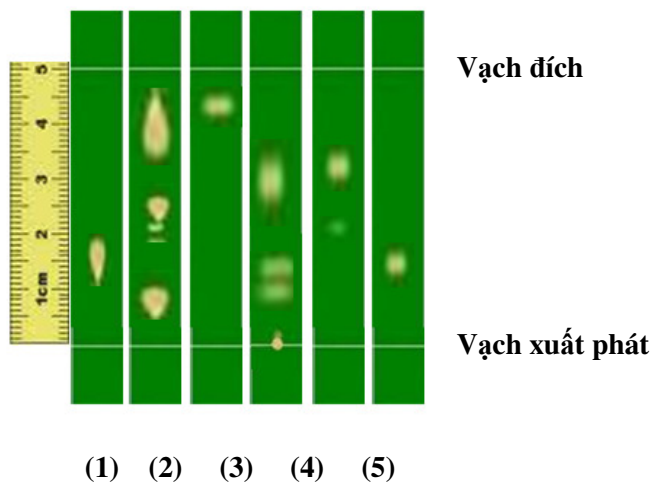 Vạch đích
5
4
3
2
1cm
Vạch xuất phát
(1) (2) (3) (4) (5)